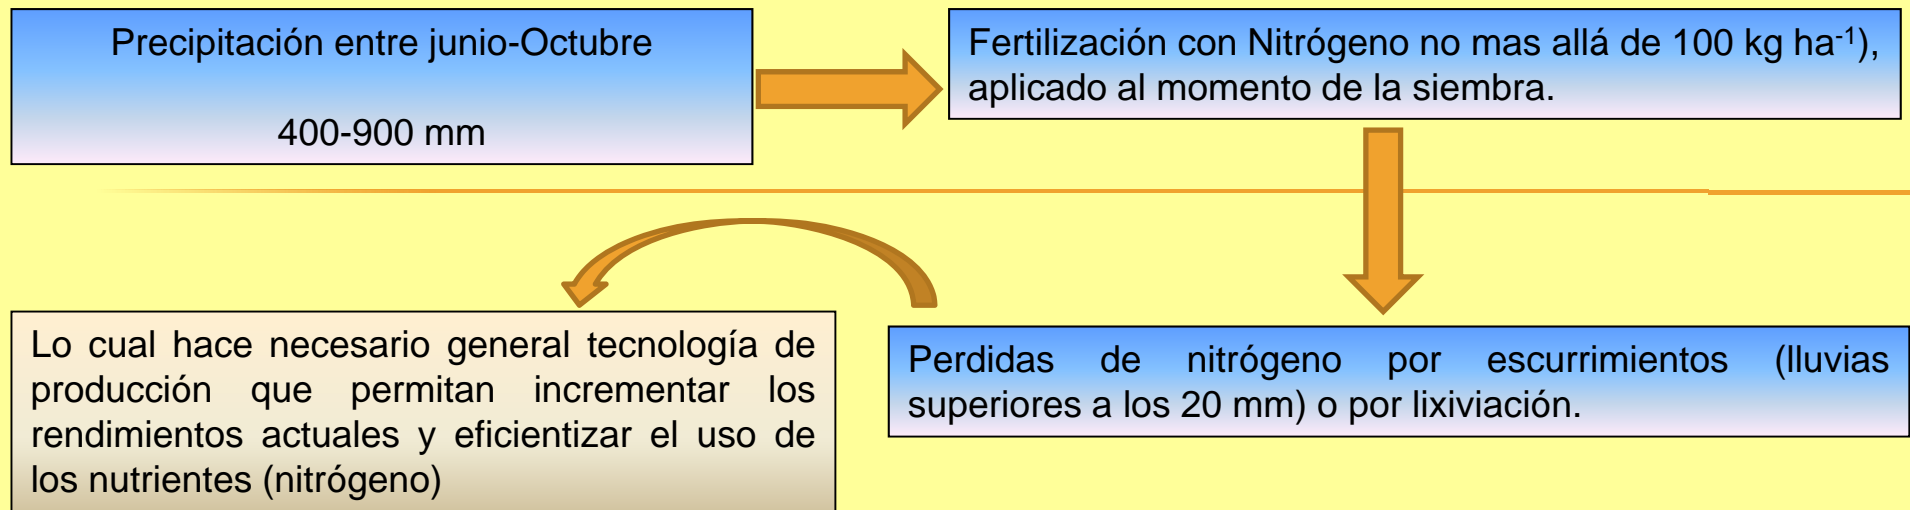 Precipitación entre junio-Octubre
400-900 mm
Fertilización con Nitrógeno no mas allá de 100 kg ha⁻¹),
aplicado al momento de la siembra.
Lo cual hace necesario general tecnología de
producción que permitan incrementar los
rendimientos actuales y eficientizar el uso de
los nutrientes (nitrógeno)
Perdidas de nitrógeno por escurrimientos (lluvias
superiores a los 20 mm) o por lixiviación.